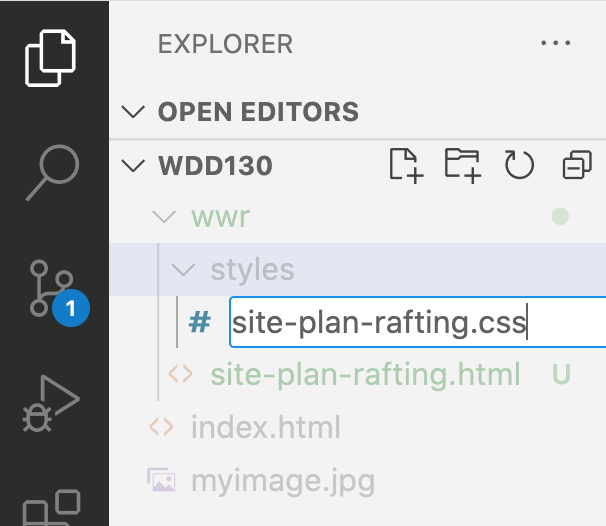 EXPLORER
OPEN EDITORS
WDD130
wwr
styles
# site-plan-rafting.css
<> site-plan-rafting.html U
<> index.html
myimage.jpg
1